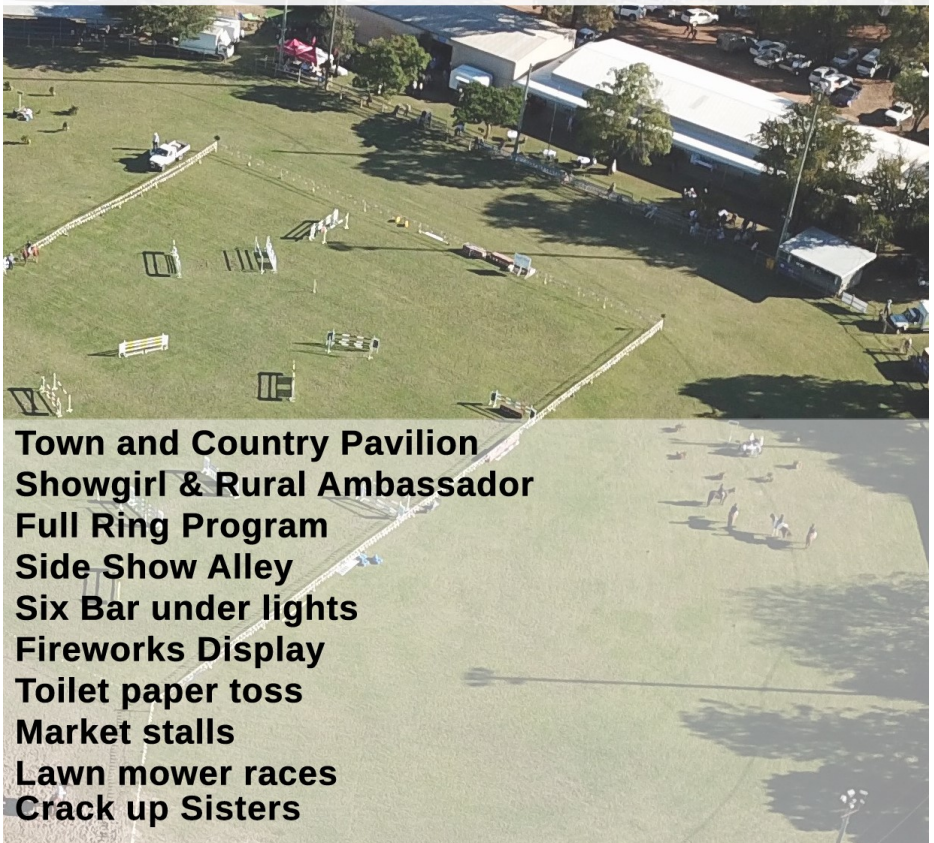 Town and Country Pavilion
Showgirl & Rural Ambassador
Full Ring Program
Side Show Alley
Six Bar under lights
Fireworks Display
Toilet paper toss
Market stalls
Lawn mower races
Crack up Sisters